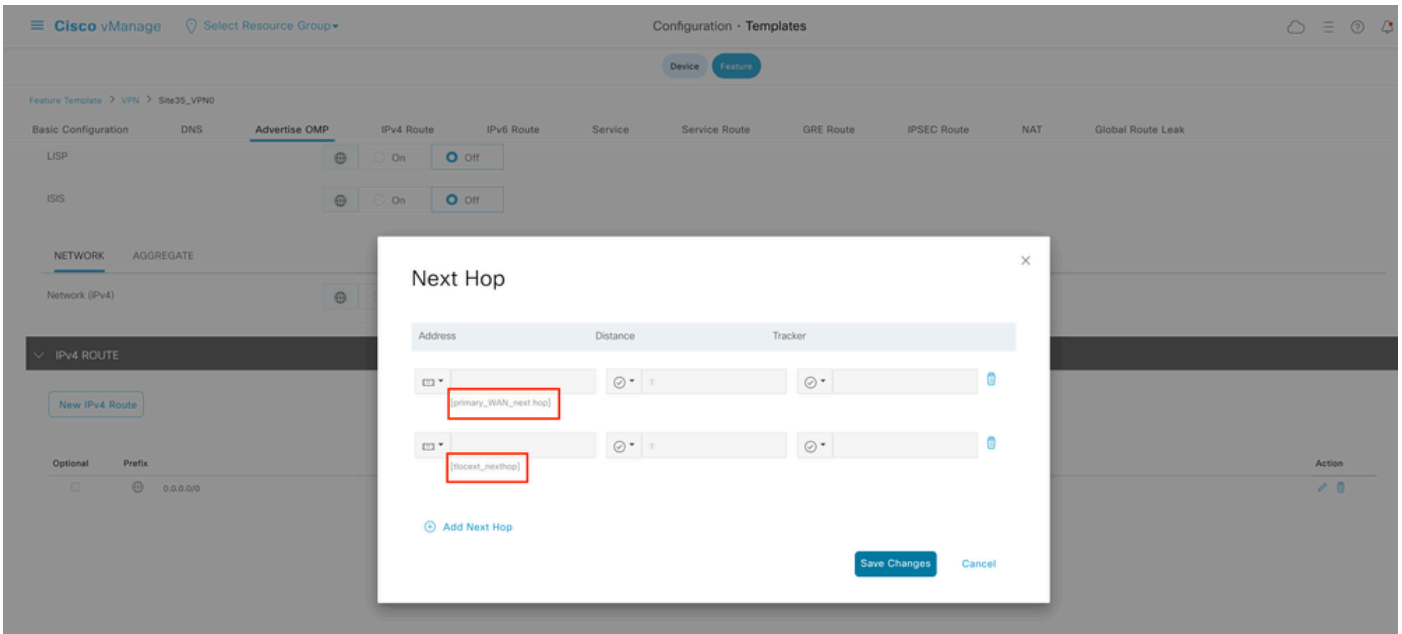 Cisco vManage Select Resource Group Configuration · Templates
Device Feature
Feature Template > VPN > Site35_VPN0
Basic Configuration DNS Advertise OMP IPv4 Route IPv6 Route Service Service Route GRE Route IPSEC Route NAT Global Route Leak
LISP On Off
ISIS On Off
NETWORK AGGREGATE
Network (IPv4)
IPv4 ROUTE
New IPv4 Route
Optional Prefix Action
0.0.0.0/0
Next Hop
Address Distance Tracker
1
[primary_WAN_next hop]
1
[tlocext_nexthop]
Add Next Hop
Save Changes Cancel